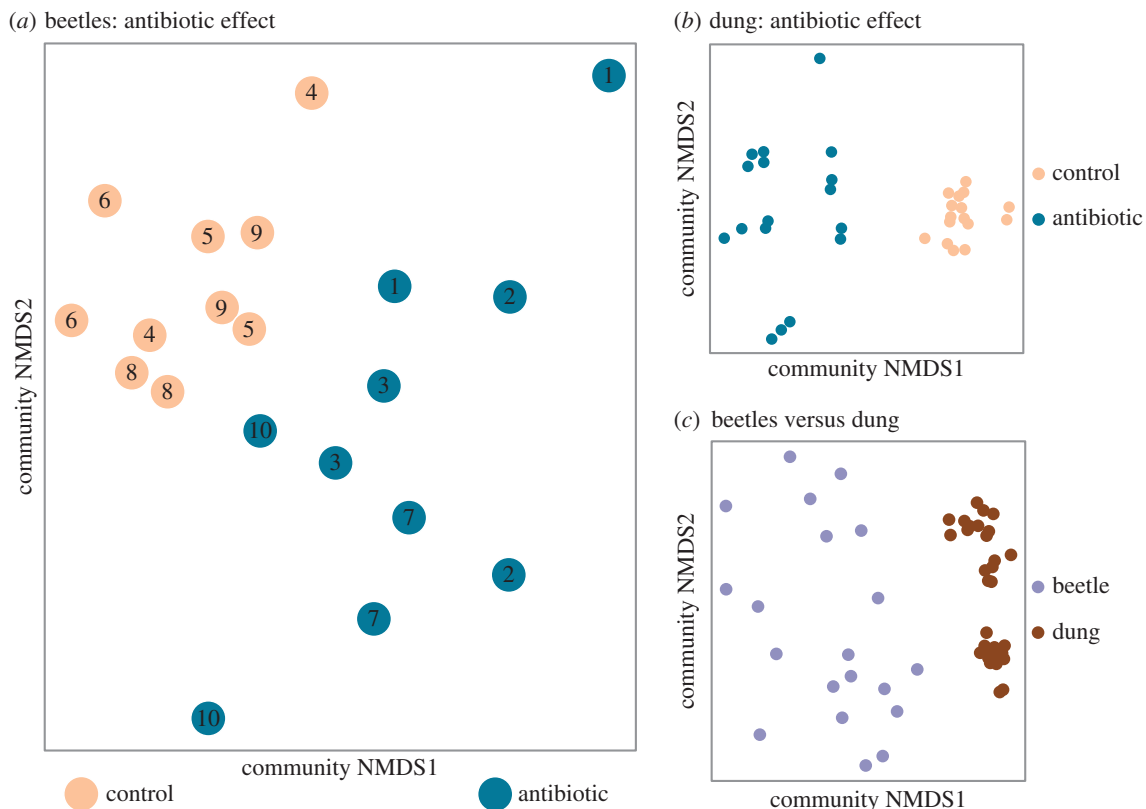 (a) beetles: antibiotic effect
4
1
6
5
9
1
2
6
9
5
4
8
8
3
10
3
7
2
7
10
community NMDS2
community NMDS1
control
antibiotic
(b) dung: antibiotic effect
community NMDS2
community NMDS1
control
antibiotic
(c) beetles versus dung
community NMDS2
community NMDS1
beetle
dung